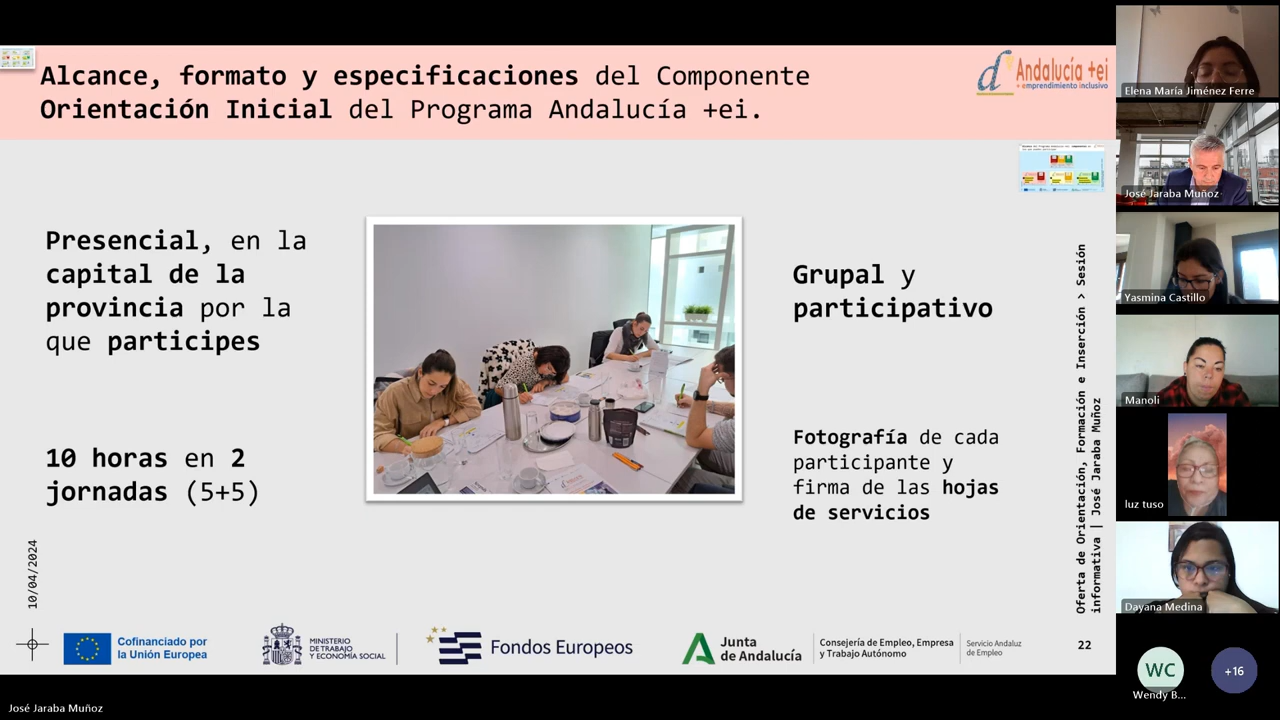 Alcance, formato y especificaciones del Componente
Orientación Inicial del Programa Andalucía +ei.
Andalucía +ei
+ emprendimiento inclusivo
Presencial, en la
capital de la
provincia por la
que participes
10 horas en 2
jornadas (5+5)
Grupal y
participativo
Fotografía de cada
participante y
firma de las hojas
de servicios
Oferta de Orientación, Formación e Inserción > Sesión
informativa | José Jaraba Muñoz
10/04/2024
Cofinanciado por
la Unión Europea
MINISTERIO
DE TRABAJO
Y ECONOMÍA SOCIAL
Fondos Europeos
Junta
de Andalucía
Consejería de Empleo, Empresa
y Trabajo Autónomo
Servicio Andaluz
de Empleo
22
Elena María Jiménez Ferre
José Jaraba Muñoz
Yasmina Castillo
Manoli
luz tuso
Dayana Medina
WC
Wendy B...
+16
José Jaraba Muñoz